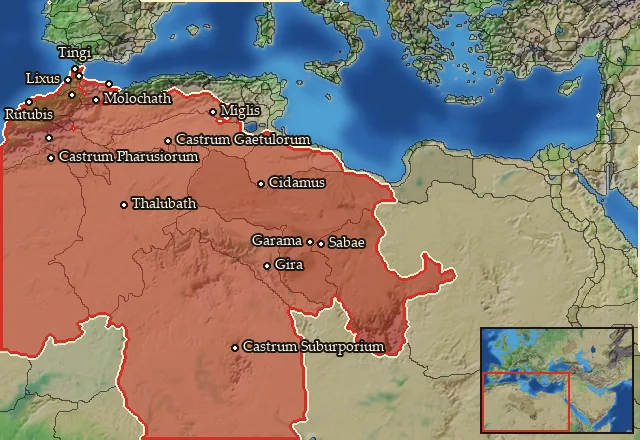 Tingi
Lixus
Molochath
Rutubis
Miglis
Castrum Gaetulorum
Castrum Pharusiorum
Cidamus
Thalubath
Garama
Sabae
Gira
Castrum Suburporium